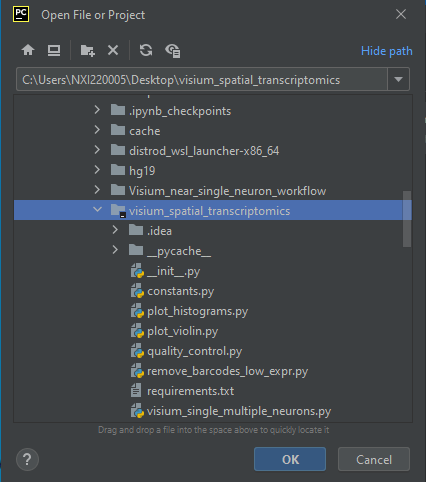 PC
Open File or Project
Hide path
C:\Users\NXI220005\Desktop\visium_spatial_transcriptomics
.ipynb_checkpoints
cache
distrod_wsl_launcher-x86_64
hg19
Visium_near_single_neuron_workflow
visium_spatial_transcriptomics
.idea
__pycache__
__init__.py
constants.py
plot_histograms.py
plot_violin.py
quality_control.py
remove_barcodes_low_expr.py
requirements.txt
visium_single_multiple_neurons.py
Drag and drop a file into the space above to quickly locate it
?
OK
Cancel